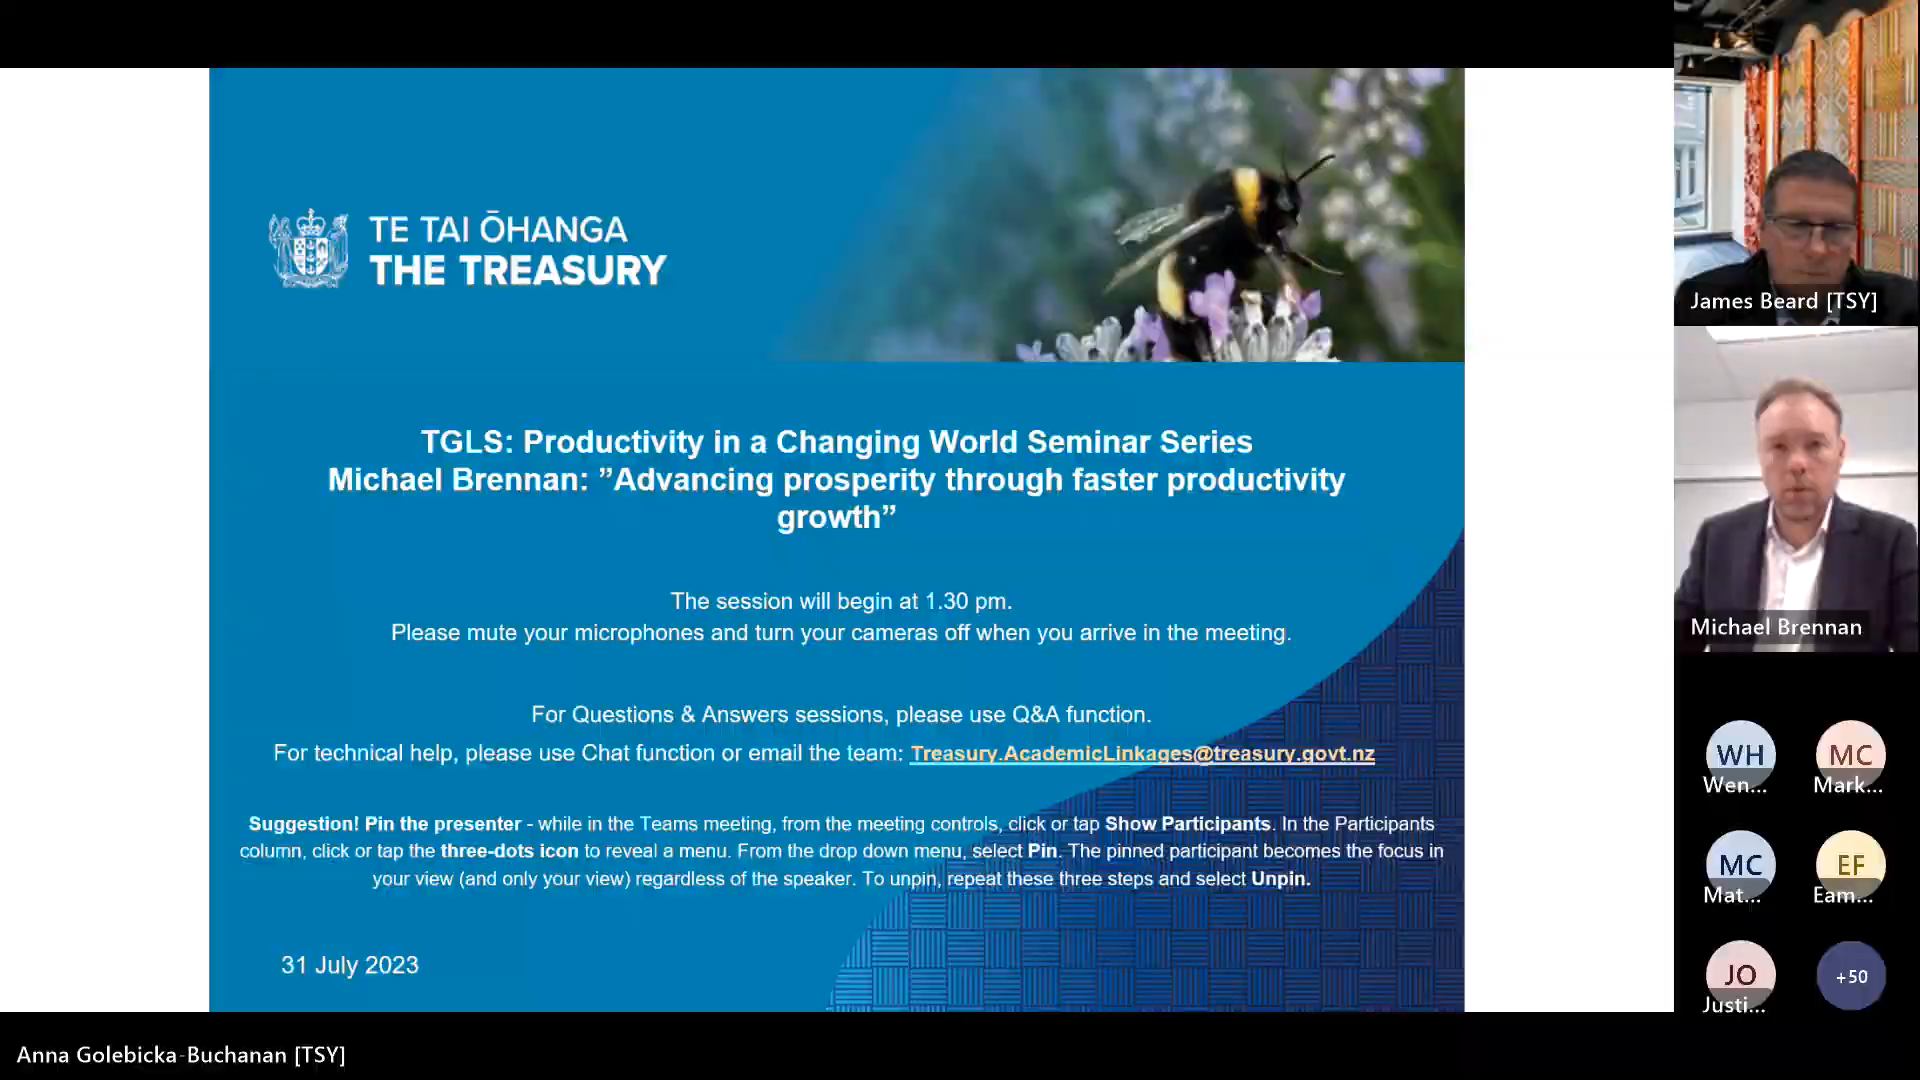 TE TAI ŌHANGA
THE TREASURY
TGLS: Productivity in a Changing World Seminar Series
Michael Brennan: ”Advancing prosperity through faster productivity
growth”
The session will begin at 1.30 pm.
Please mute your microphones and turn your cameras off when you arrive in the meeting.
For Questions & Answers sessions, please use Q&A function.
For technical help, please use Chat function or email the team: Treasury.AcademicLinkages@treasury.govt.nz
Suggestion! Pin the presenter - while in the Teams meeting, from the meeting controls, click or tap Show Participants. In the Participants
column, click or tap the three-dots icon to reveal a menu. From the drop down menu, select Pin. The pinned participant becomes the focus in
your view (and only your view) regardless of the speaker. To unpin, repeat these three steps and select Unpin.
31 July 2023
James Beard [TSY]
Michael Brennan
WH
Wen...
MC
Mark...
MC
Mat...
EF
Eam...
JO
Justi...
+50
Anna Golebicka-Buchanan [TSY]